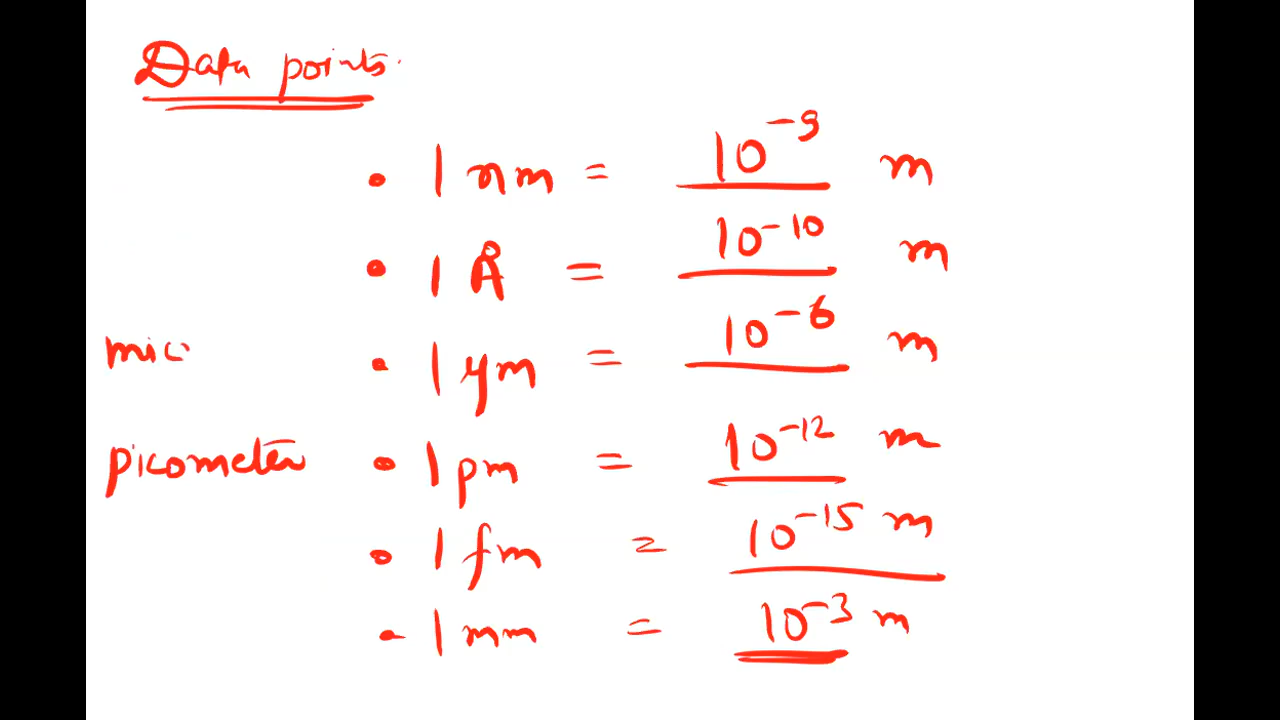 Data points.
• 1 nm = 10⁻⁹ m
• 1 Å = 10⁻¹⁰ m
mic • 1 μm = 10⁻⁶ m
picometer • 1 pm = 10⁻¹² m
• 1 fm = 10⁻¹⁵ m
• 1 mm = 10⁻³ m